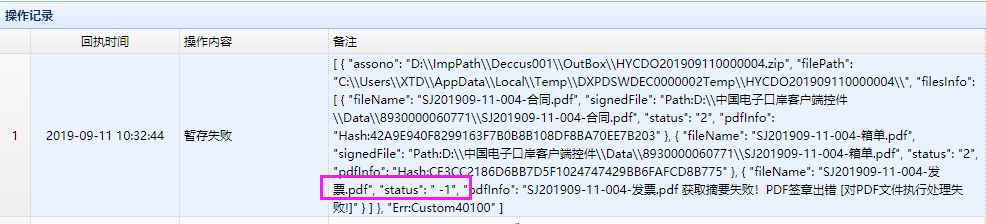 操作记录
回执时间 操作内容 备注
[ { "assono": "D:\\ImpPath\\Deccus001\\OutBox\\HYCDO201909110000004.zip", "filePath":
"C:\\Users\\XTD\\AppData\\Local\\Temp\\DXPDSWDEC0000002Temp\\HYCDO201909110000004\\", "filesInfo":
[ { "fileName": "SJ201909-11-004-合同.pdf", "signedFile": "Path:D:\\中国电子口岸客户端控件
\\Data\\8930000060771\\SJ201909-11-004-合同.pdf", "status": "2", "pdfInfo":
1 2019-09-11 10:32:44 暂存失败 "Hash:42A9E940F8299163F7B0B8B108DF8BA70EE7B203" }, { "fileName": "SJ201909-11-004-箱单.pdf",
"signedFile": "Path:D:\\中国电子口岸客户端控件\\Data\\8930000060771\\SJ201909-11-004-箱单.pdf", "status": "2",
"pdfInfo": "Hash:CF3CC2186D6BB7D5F1024747429BB6FAFCD8B775" }, { "fileName": "SJ201909-11-004-发
票.pdf", "status": " -1", "pdfInfo": "SJ201909-11-004-发票.pdf 获取摘要失败！PDF签章出错 [对PDF文件执行处理失
败!]" } ] }, "Err:Custom40100" ]